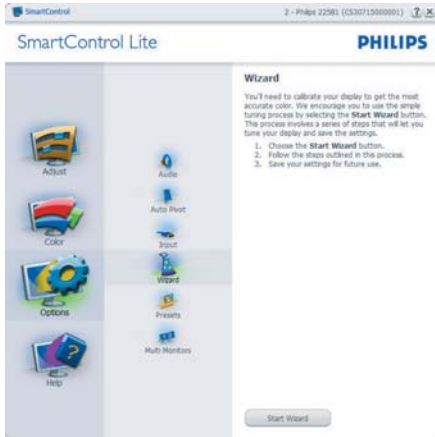 SmartControl
2 - Philips 225B1 (CS30715000001)
SmartControl Lite
PHILIPS
Adjust
Color
Options
Help
Audio
Auto Pivot
Input
Wizard
Presets
Multi Monitors
Wizard
You'll need to calibrate your display to get the most
accurate color. We encourage you to use the simple
tuning process by selecting the Start Wizard button.
This process involves a series of steps that will let you
tune your display and save the settings.
1. Choose the Start Wizard button.
2. Follow the steps outlined in this process.
3. Save your settings for future use.
Start Wizard